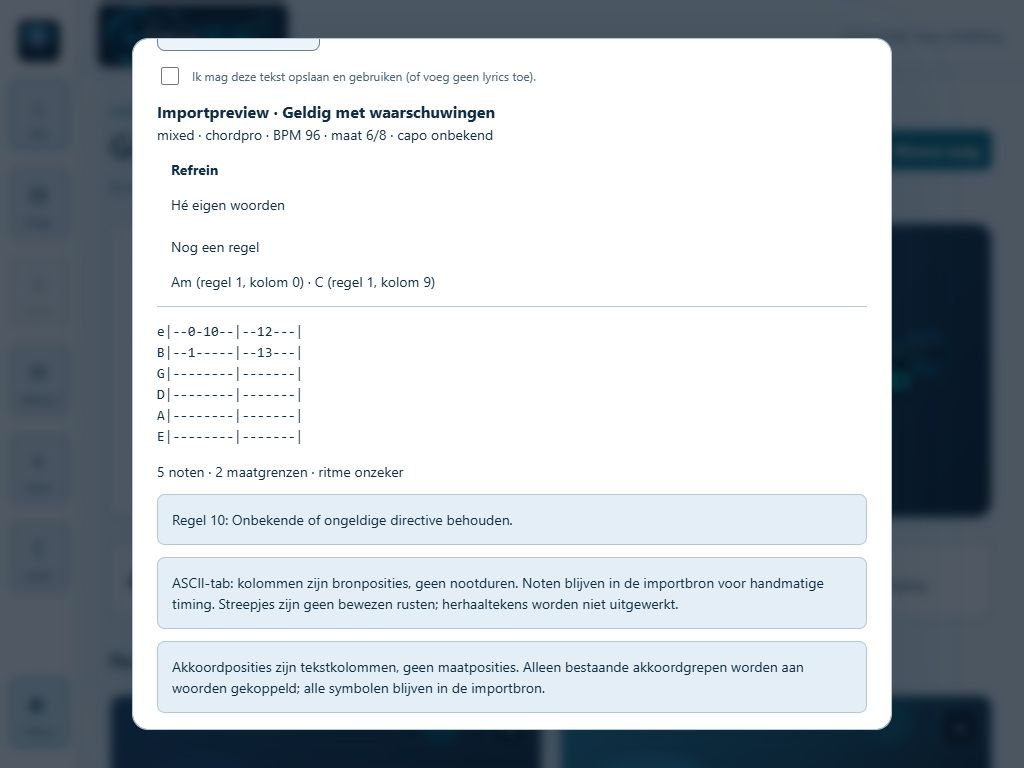 Ik mag deze tekst opslaan en gebruiken (of voeg geen lyrics toe).
Importpreview · Geldig met waarschuwingen
mixed · chordpro · BPM 96 · maat 6/8 · capo onbekend
Refrein
Hé eigen woorden
Nog een regel
Am (regel 1, kolom 0) · C (regel 1, kolom 9)
e|--0-10--|--12---|
B|--1-----|--13---|
G|--------|-------|
D|--------|-------|
A|--------|-------|
E|--------|-------|
5 noten · 2 maatgrenzen · ritme onzeker
Regel 10: Onbekende of ongeldige directive behouden.
ASCII-tab: kolommen zijn bronposities, geen nootduren. Noten blijven in de importbron voor handmatige
timing. Streepjes zijn geen bewezen rusten; herhaaltekens worden niet uitgewerkt.
Akkoordposities zijn tekstkolommen, geen maatposities. Alleen bestaande akkoordgrepen worden aan
woorden gekoppeld; alle symbolen blijven in de importbron.